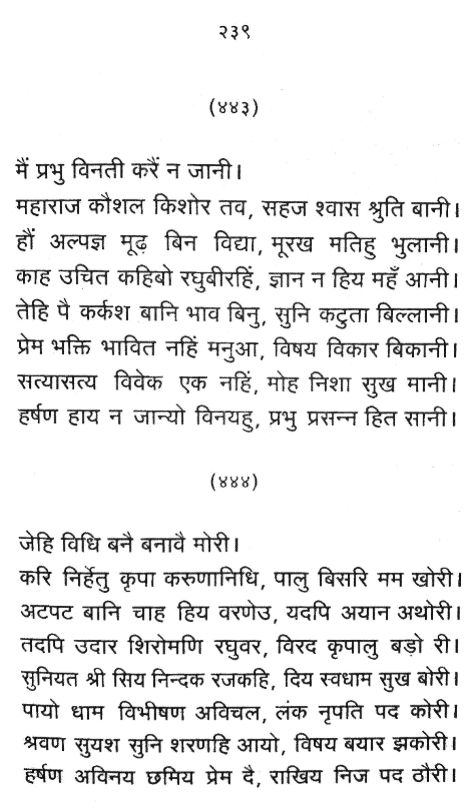 २३९
(४४३)
मैं प्रभु विनती करैं न जानी।
महाराज कौशल किशोर तव, सहज श्वास श्रुति बानी।
हौं अल्पज्ञ मूढ़ बिन विद्या, मूरख मतिहु भुलानी।
काह उचित कहिबो रघुबीरहिं, ज्ञान न हिय महँ आनी।
तेहि पै कर्कश बानि भाव बिनु, सुनि कटुता बिल्लानी।
प्रेम भक्ति भावित नहिं मनुआ, विषय विकार बिकानी।
सत्यासत्य विवेक एक नहिं, मोह निशा सुख मानी।
हर्षण हाय न जान्यो विनयहु, प्रभु प्रसन्न हित सानी।
(४४४)
जेहि विधि बनै बनावै मोरी।
करि निर्हेतु कृपा करुणानिधि, पालु बिसरि मम खोरी।
अटपट बानि चाह हिय वरणेउ, यदपि अयान अथोरी।
तदपि उदार शिरोमणि रघुवर, विरद कृपालु बड़ो री।
सुनियत श्री सिय निन्दक रजकहि, दिय स्वधाम सुख बोरी।
पायो धाम विभीषण अविचल, लंक नृपति पद कोरी।
श्रवण सुयश सुनि शरणहि आयो, विषय बयार झकोरी।
हर्षण अविनय छमिय प्रेम दै, राखिय निज पद ठौरी।